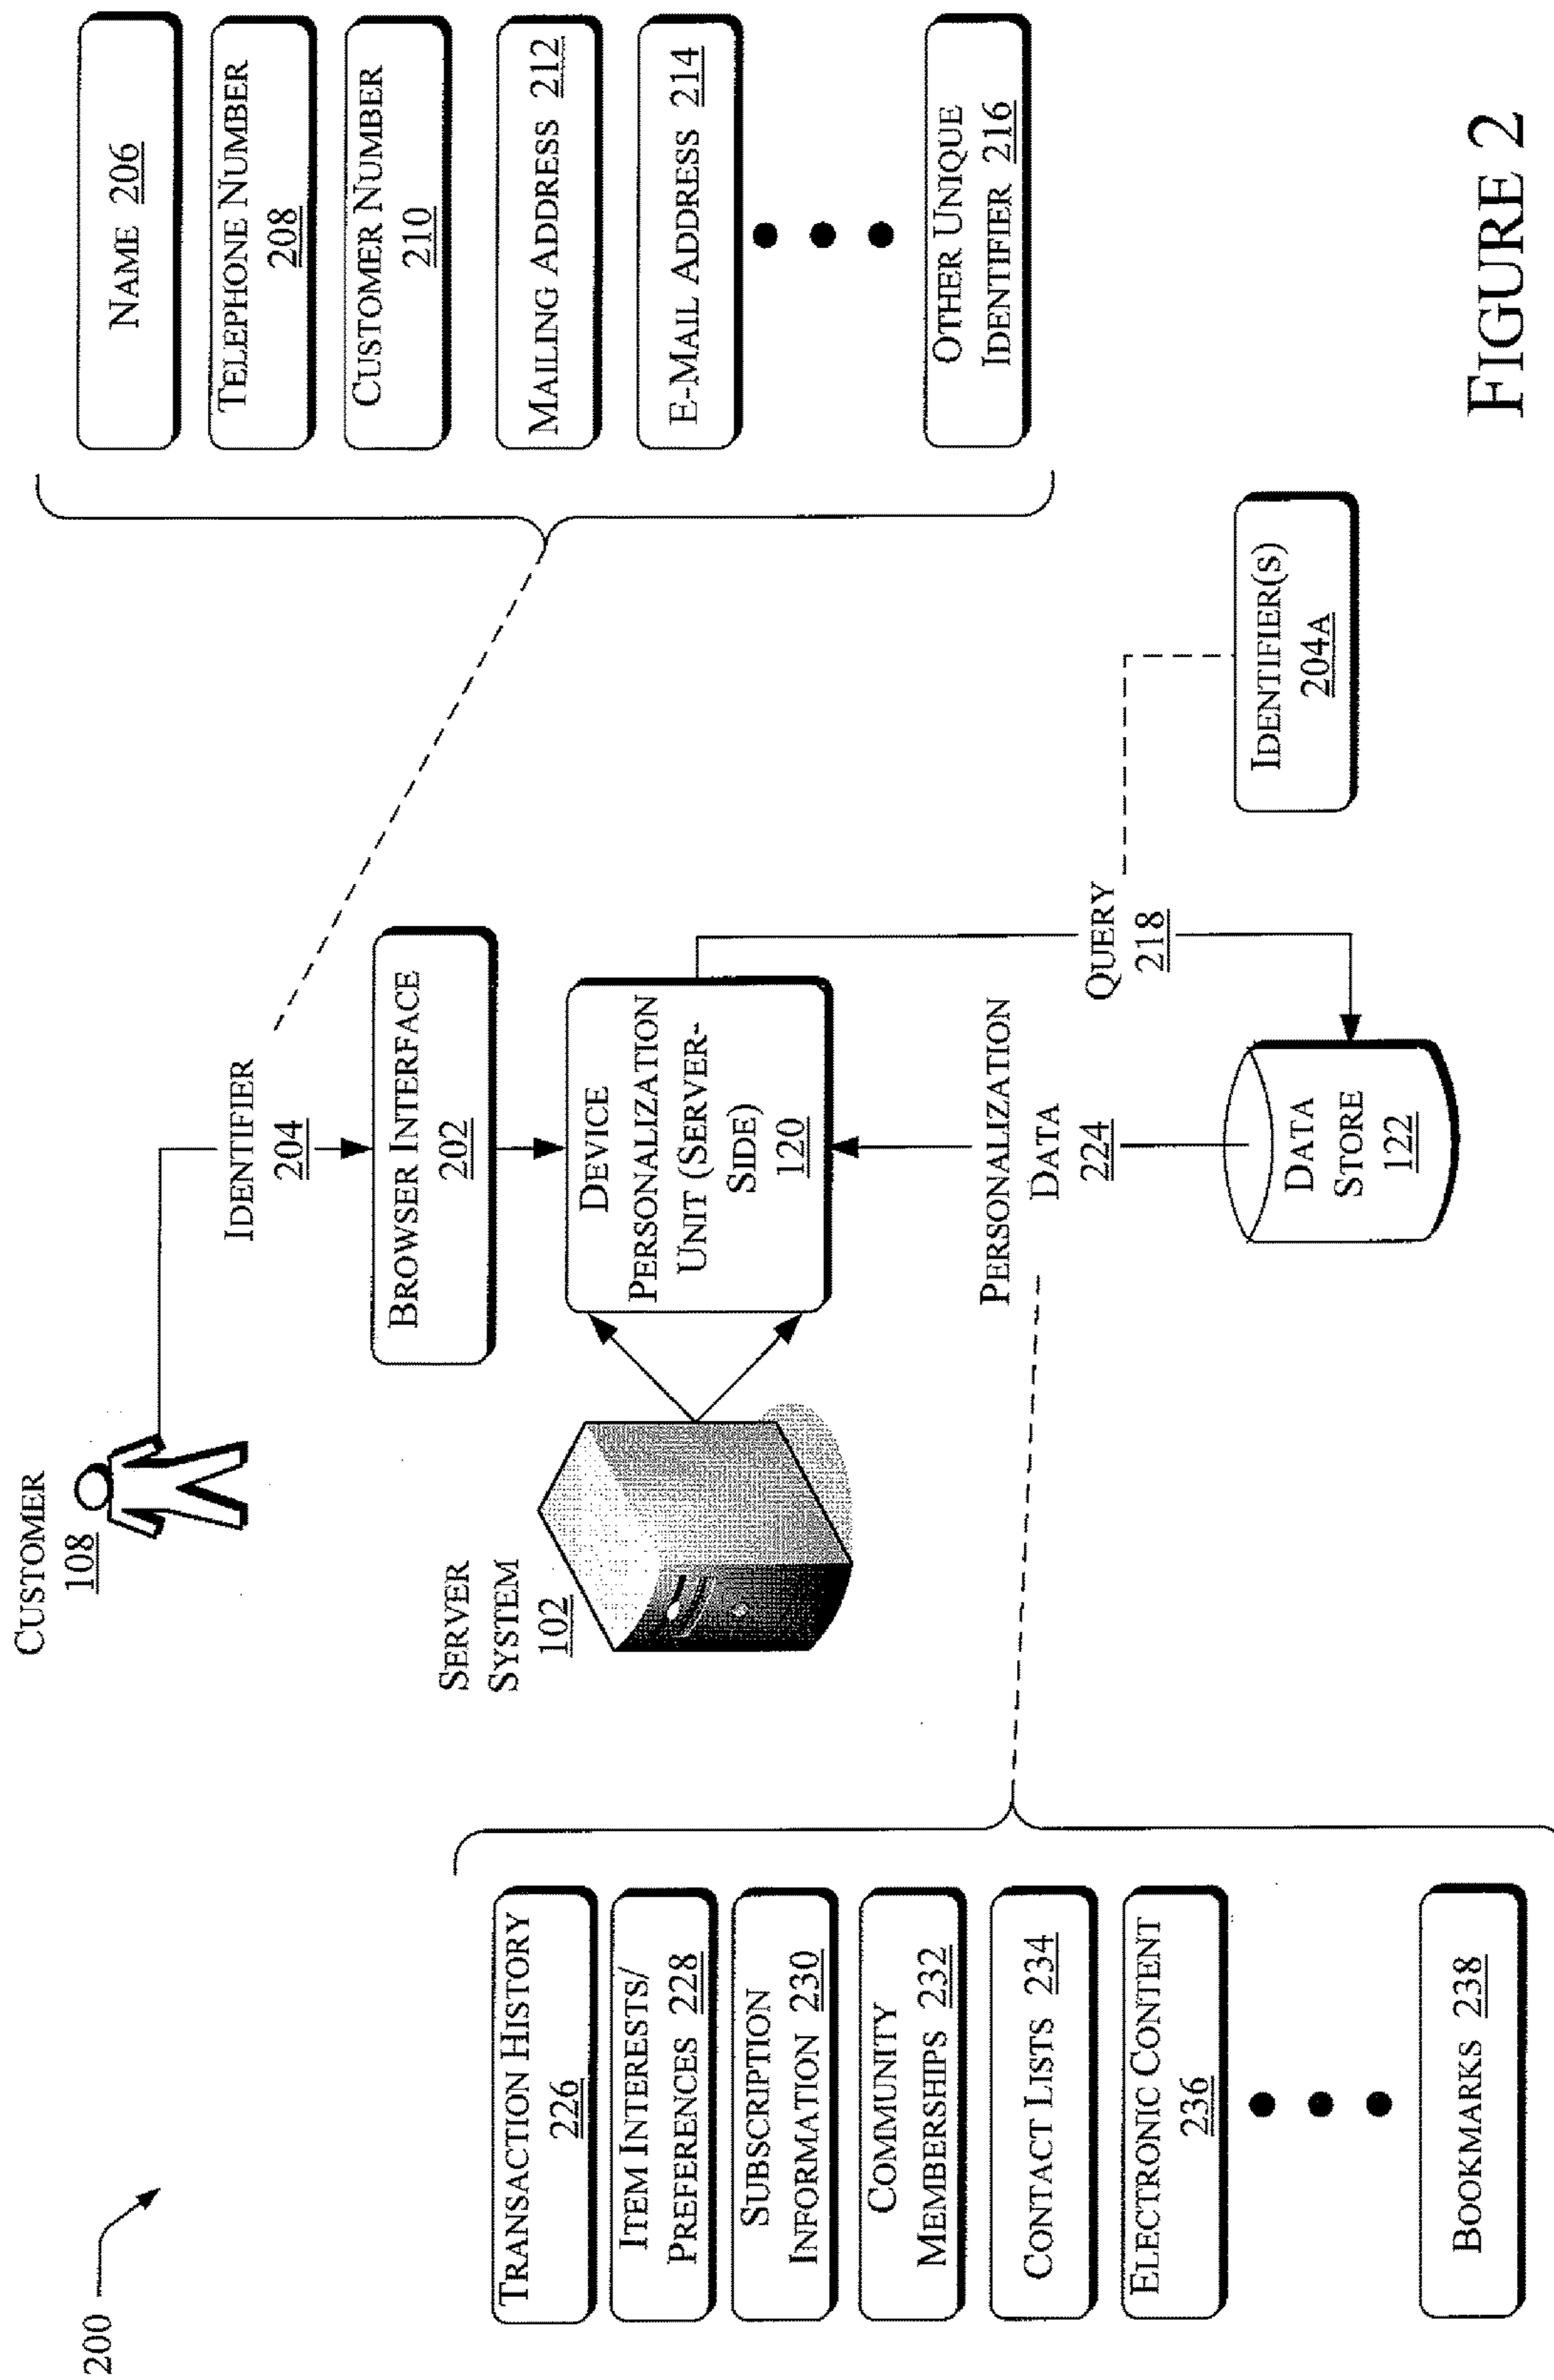 200
CUSTOMER
108
IDENTIFIER
204
BROWSER INTERFACE
202
SERVER
SYSTEM
102
DEVICE
PERSONALIZATION
UNIT (SERVER-
SIDE)
120
PERSONALIZATION
DATA
224
QUERY
218
DATA
STORE
122
IDENTIFIER(S)
204A
NAME 206
TELEPHONE NUMBER
208
CUSTOMER NUMBER
210
MAILING ADDRESS 212
E-MAIL ADDRESS 214
OTHER UNIQUE
IDENTIFIER 216
TRANSACTION HISTORY
226
ITEM INTERESTS/
PREFERENCES 228
SUBSCRIPTION
INFORMATION 230
COMMUNITY
MEMBERSHIPS 232
CONTACT LISTS 234
ELECTRONIC CONTENT
236
BOOKMARKS 238
FIGURE 2